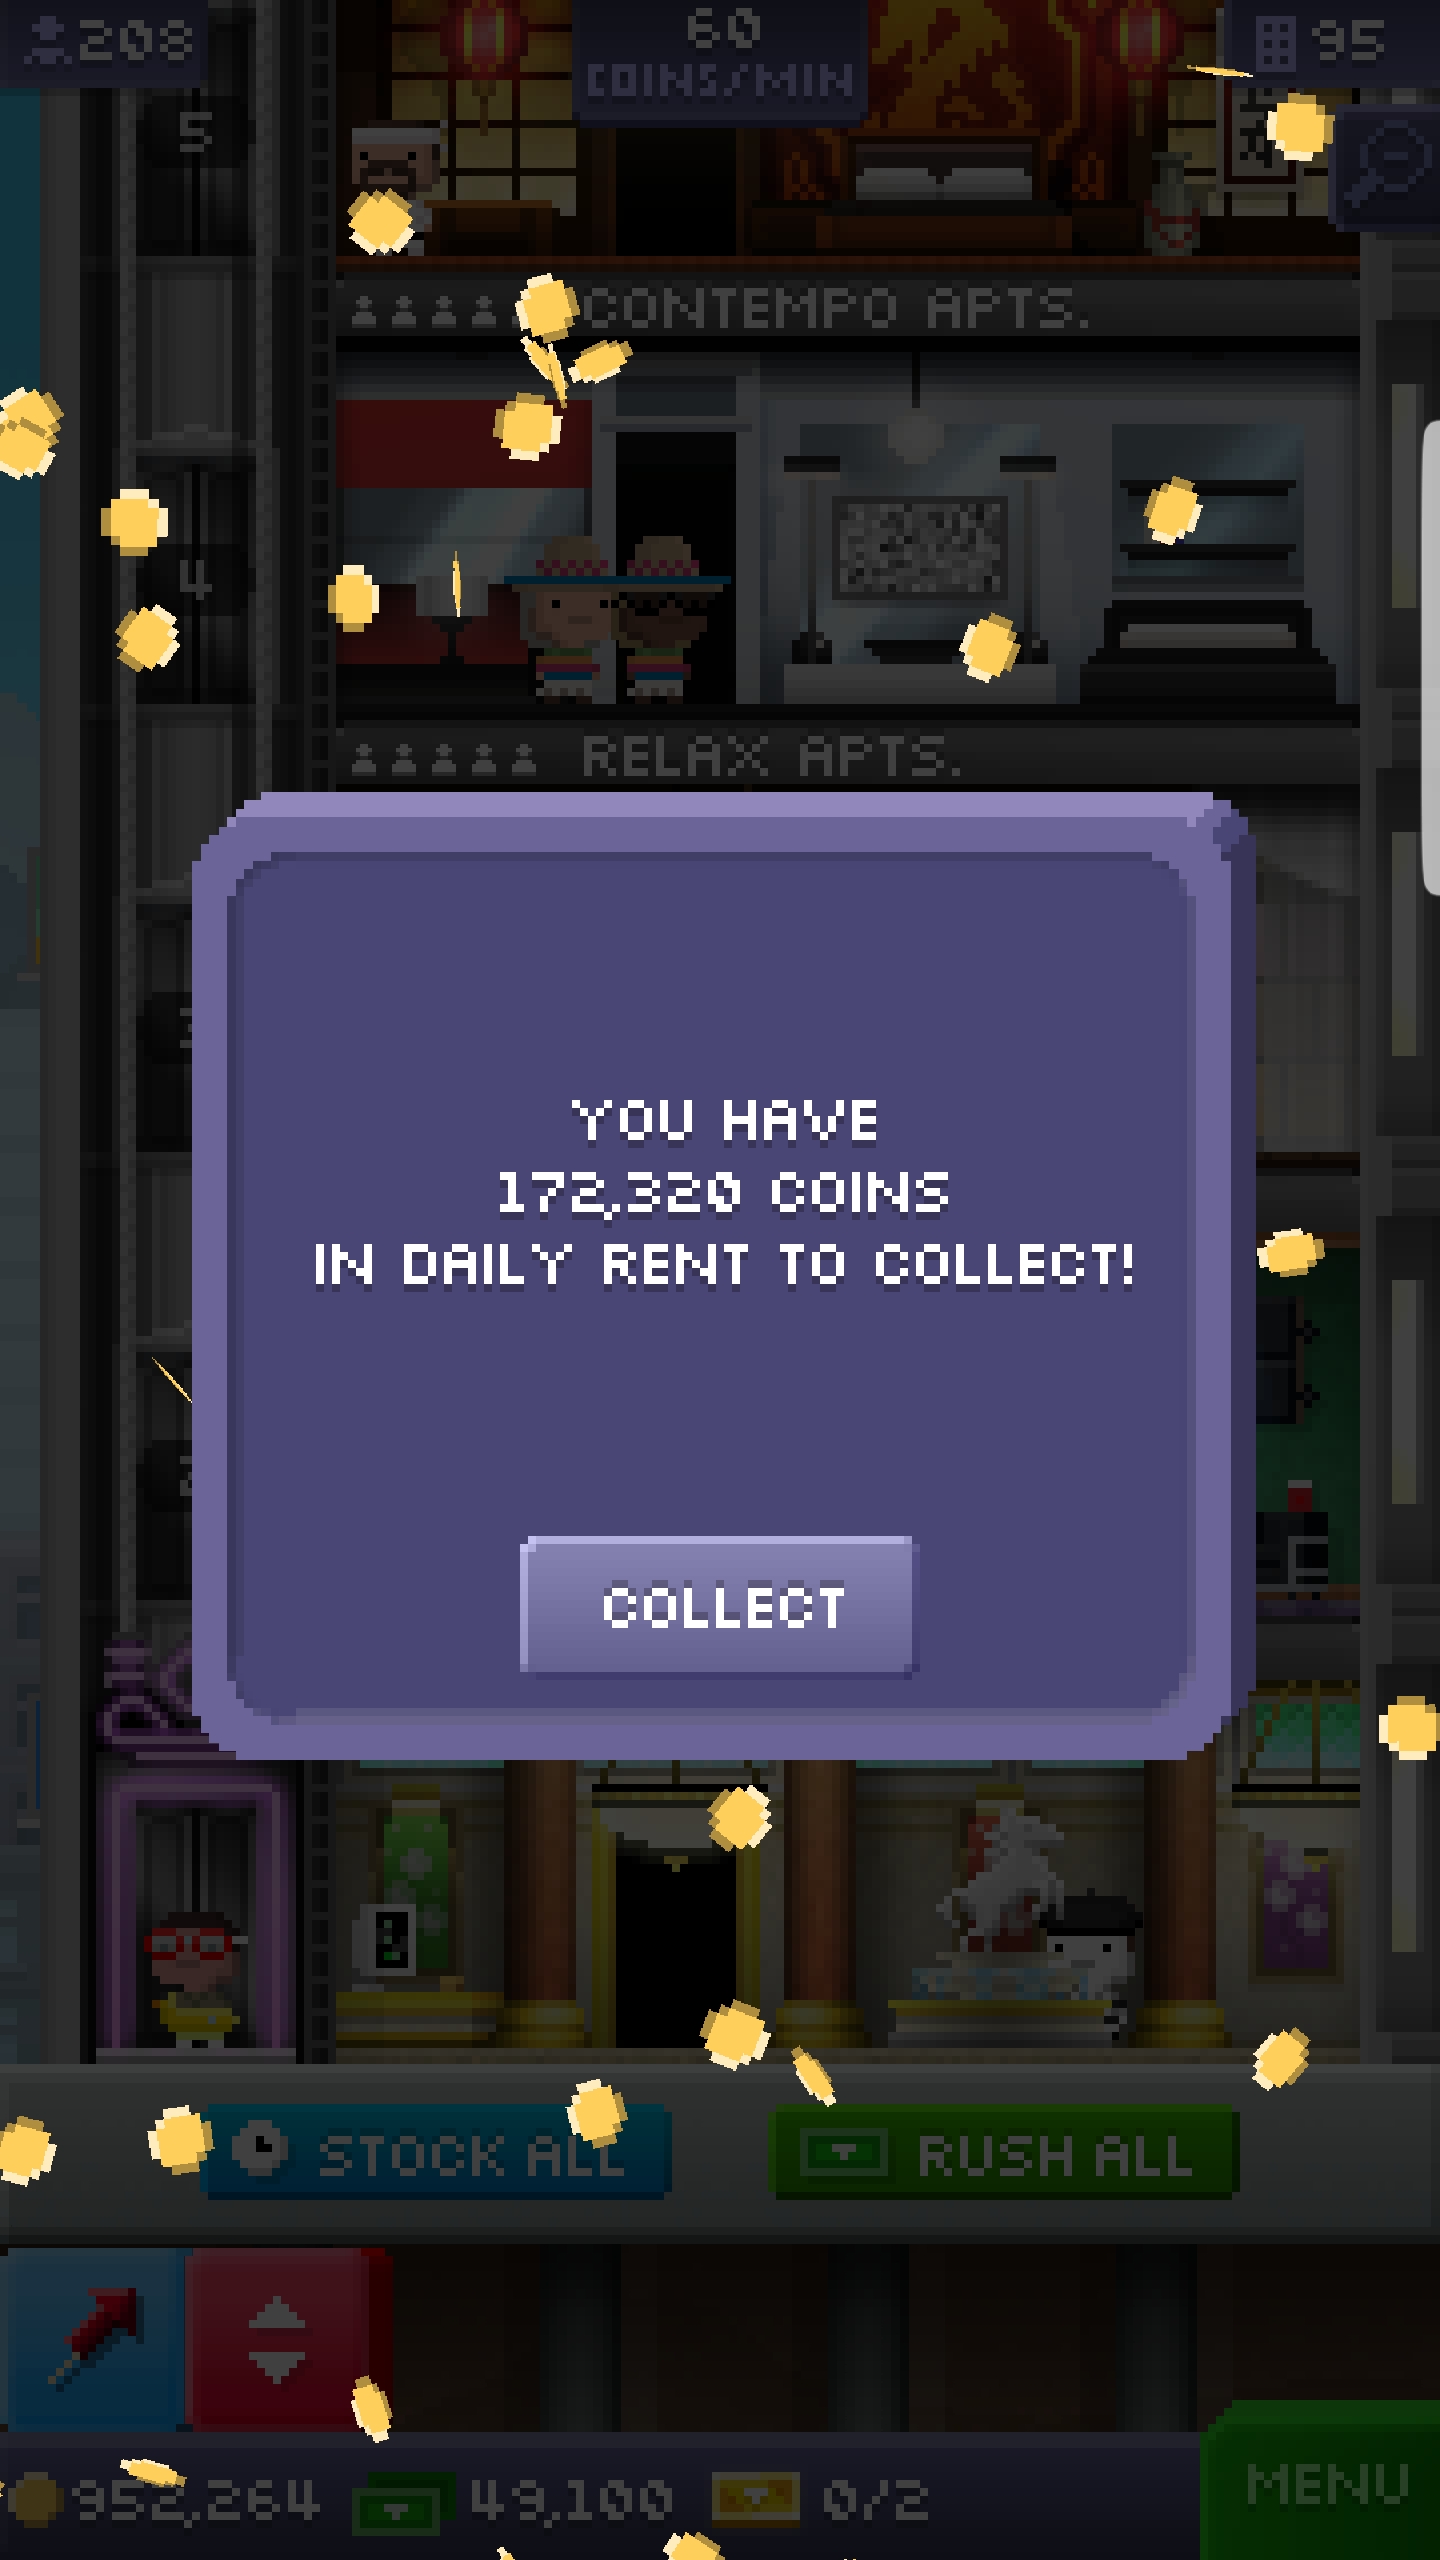 208
60
COINS/MIN
95
5
CONTEMPO APTS.
4
RELAX APTS.
YOU HAVE
172,320 COINS
IN DAILY RENT TO COLLECT!
COLLECT
STOCK ALL
RUSH ALL
952,264
49,100
0/2
MENU